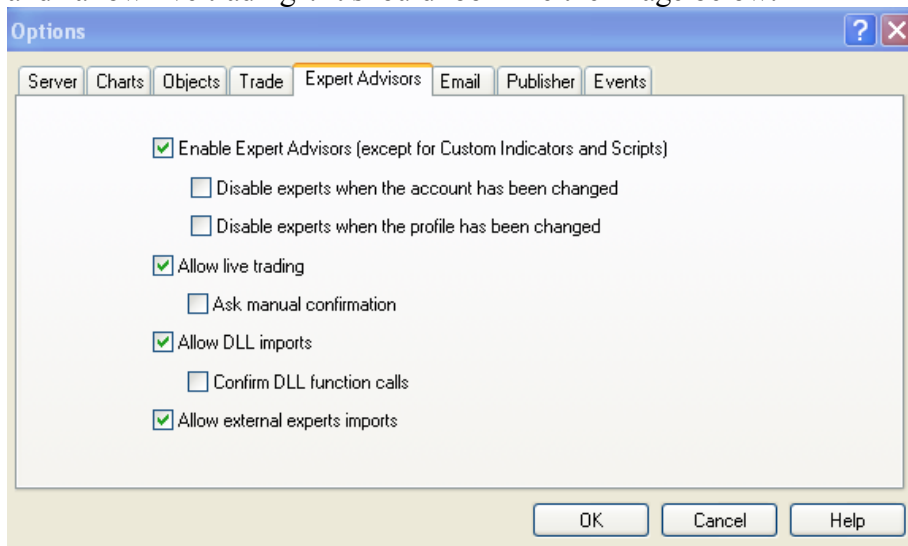 Options
Server Charts Objects Trade Expert Advisors Email Publisher Events
Enable Expert Advisors (except for Custom Indicators and Scripts)
Disable experts when the account has been changed
Disable experts when the profile has been changed
Allow live trading
Ask manual confirmation
Allow DLL imports
Confirm DLL function calls
Allow external experts imports
OK Cancel Help